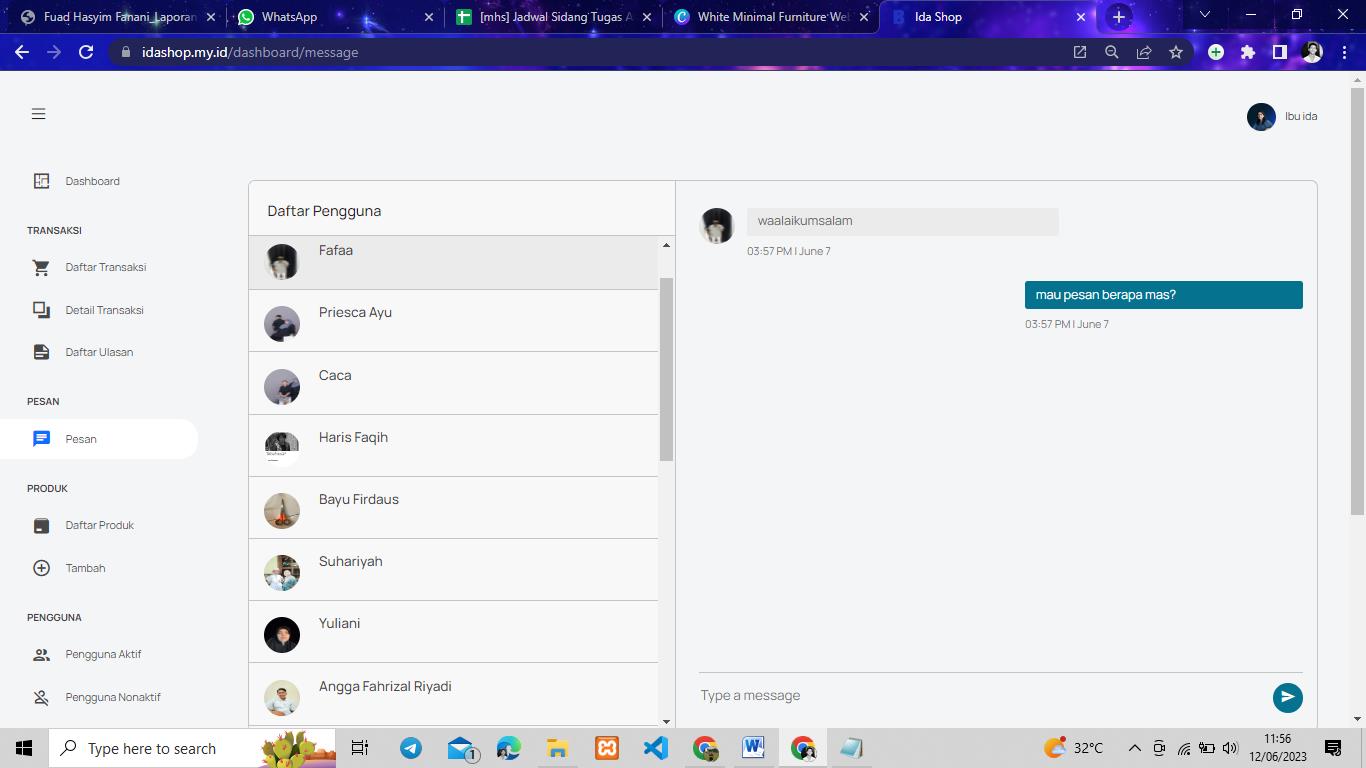 Fuad Hasyim Fanani_Laporan
WhatsApp
[mhs] Jadwal Sidang Tugas A
White Minimal Furniture Web
Ida Shop
idashop.my.id/dashboard/message
Ibu ida
Dashboard
TRANSAKSI
Daftar Transaksi
Detail Transaksi
Daftar Ulasan
PESAN
Pesan
PRODUK
Daftar Produk
Tambah
PENGGUNA
Pengguna Aktif
Pengguna Nonaktif
Daftar Pengguna
Fafaa
Priesca Ayu
Caca
Haris Faqih
Bayu Firdaus
Suhariyah
Yuliani
Angga Fahrizal Riyadi
waalaikumsalam
03:57 PM | June 7
mau pesan berapa mas?
03:57 PM | June 7
Type a message
Type here to search
1
32°C
11:56
12/06/2023